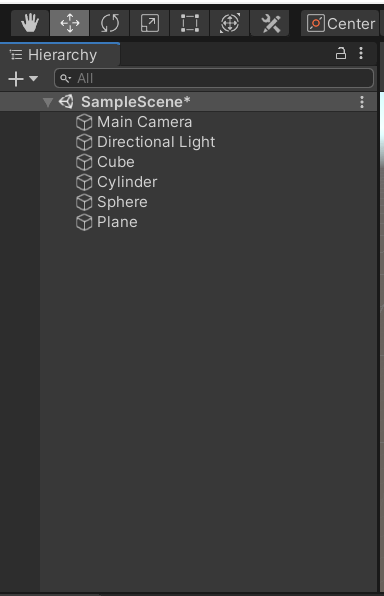 Center
Hierarchy
All
SampleScene*
Main Camera
Directional Light
Cube
Cylinder
Sphere
Plane